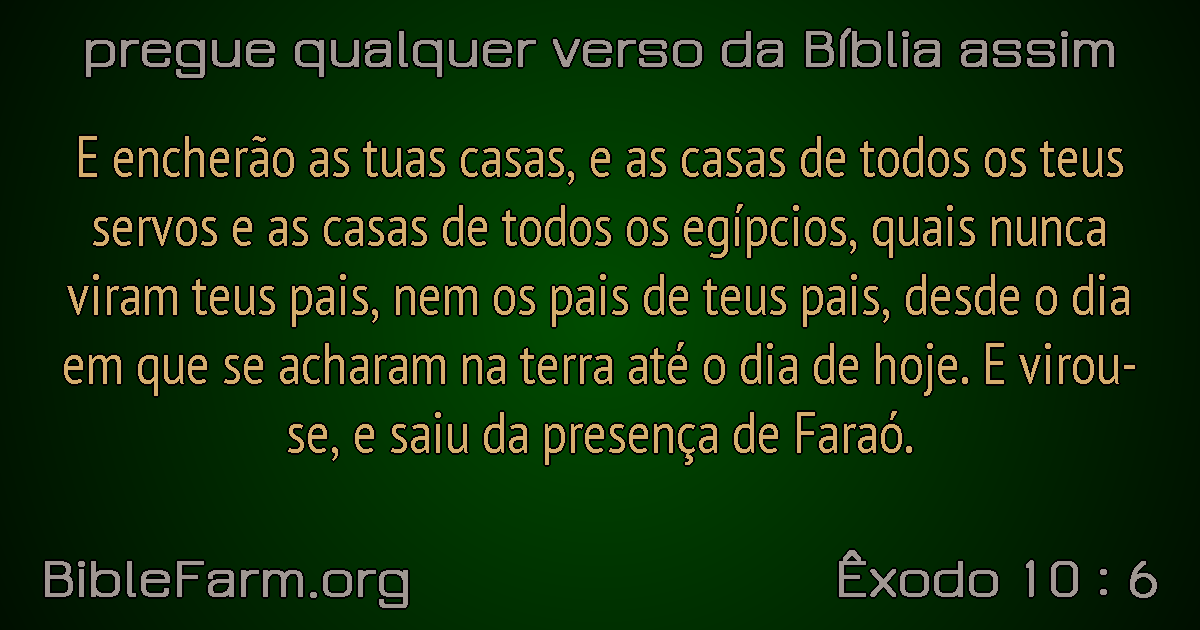 pregue qualquer verso da Bíblia assim
E encherão as tuas casas, e as casas de todos os teus
servos e as casas de todos os egípcios, quais nunca
viram teus pais, nem os pais de teus pais, desde o dia
em que se acharam na terra até o dia de hoje. E virou-
se, e saiu da presença de Faraó.
BibleFarm.org
Êxodo 10 : 6